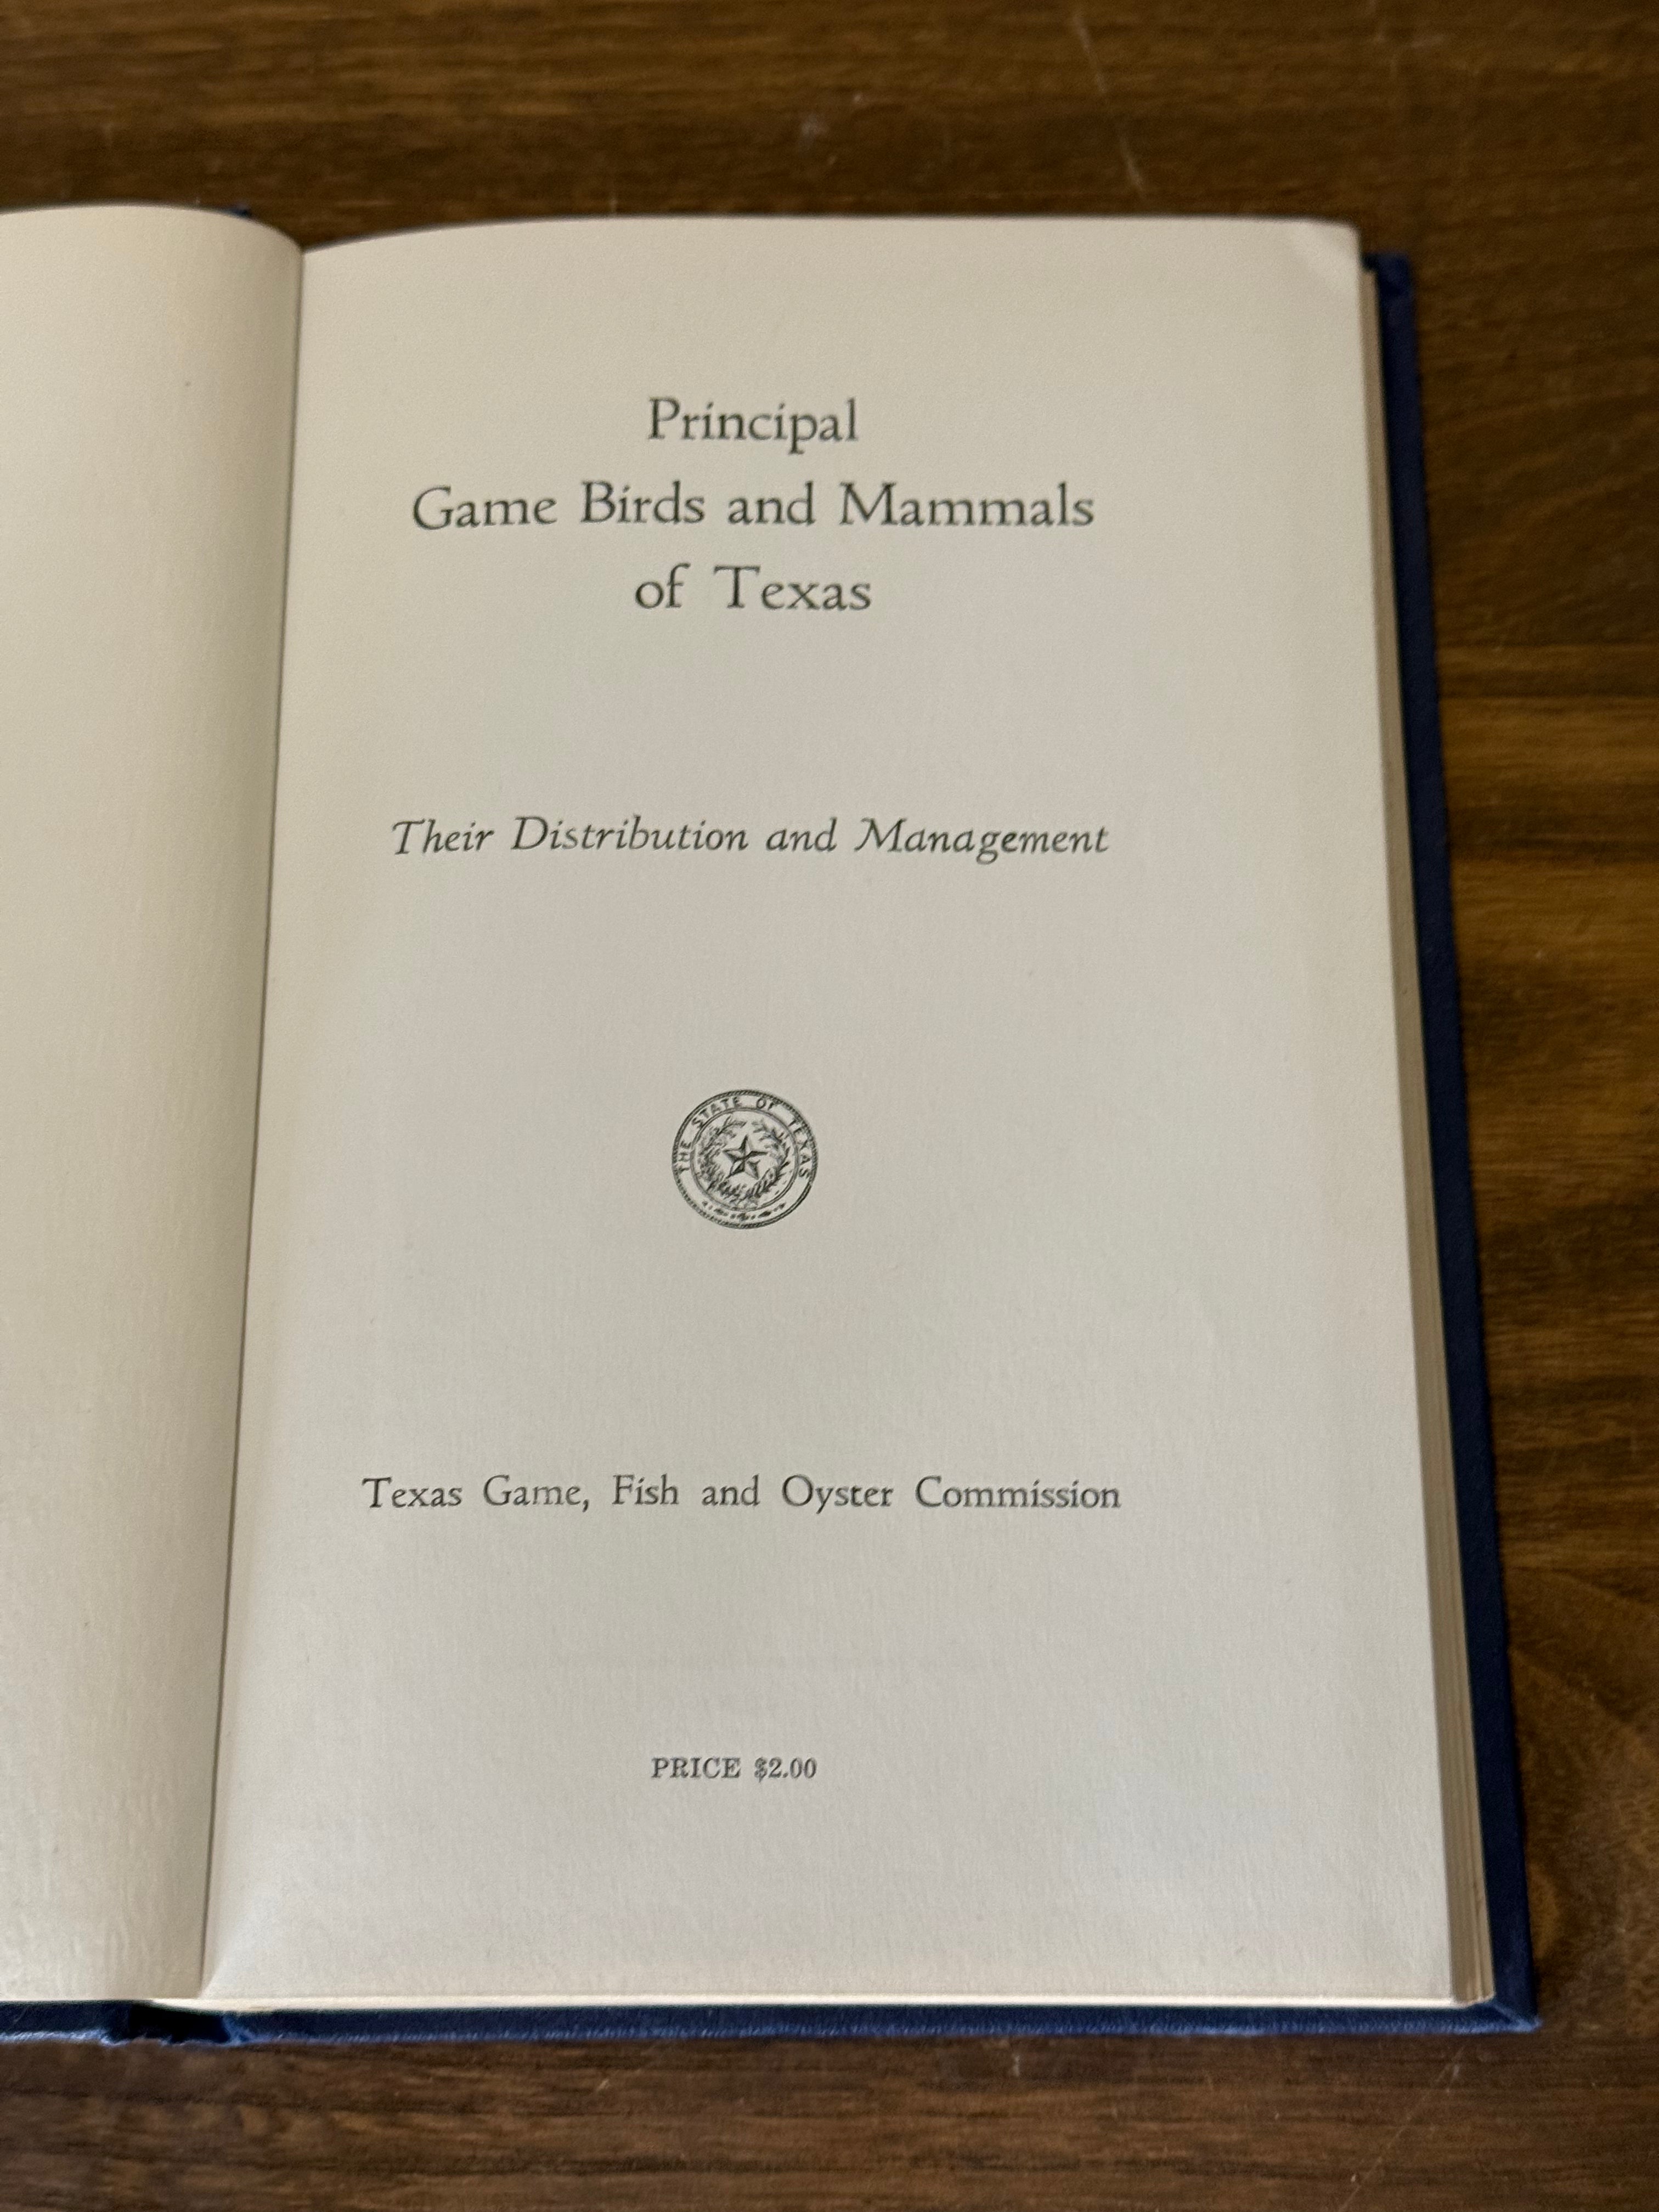 Principal
Game Birds and Mammals
of Texas
Their Distribution and Management
THE STATE OF TEXAS
Texas Game, Fish and Oyster Commission
PRICE $2.00